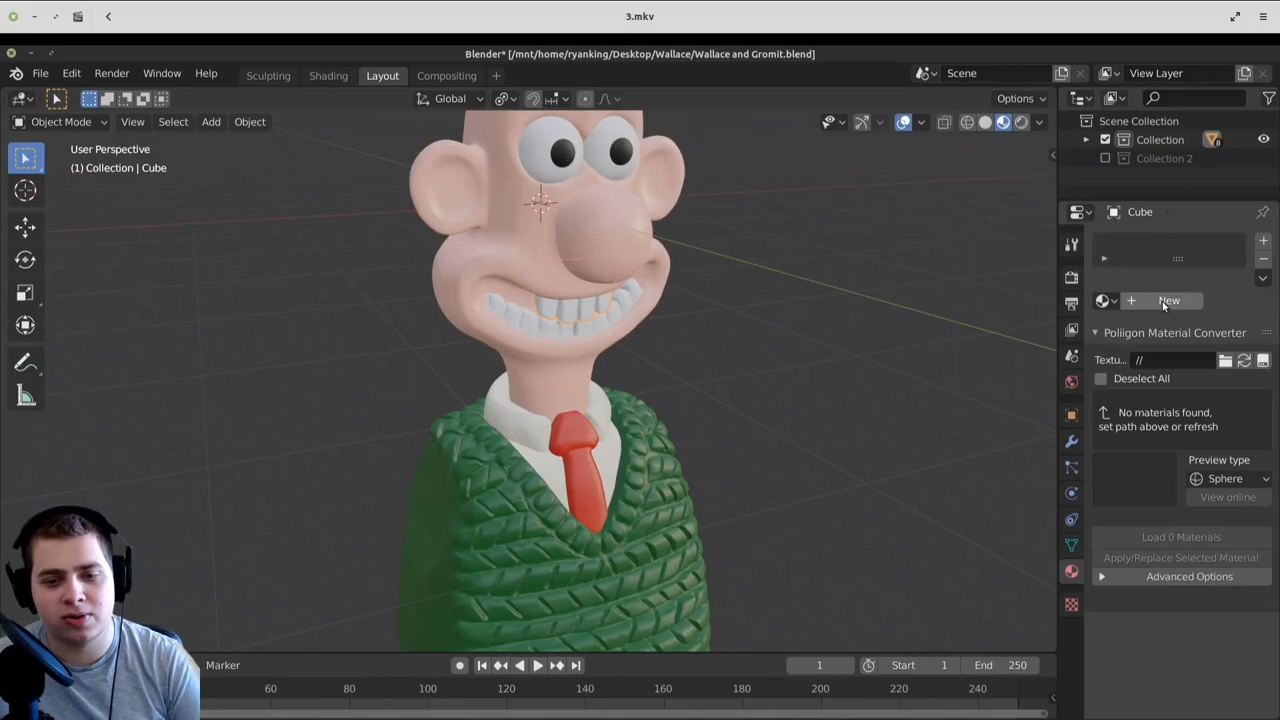 3.mkv
Blender* [/mnt/home/ryanking/Desktop/Wallace/Wallace and Gromit.blend]
File Edit Render Window Help
Sculpting Shading Layout Compositing +
Scene
View Layer
Global
Options
Object Mode View Select Add Object
Scene Collection
Collection
8
Collection 2
User Perspective
(1) Collection | Cube
Cube
New
Poliigon Material Converter
Textu... //
Deselect All
No materials found,
set path above or refresh
Preview type
Sphere
View online
Load 0 Materials
Apply/Replace Selected Material
Advanced Options
Marker
1
Start 1
End 250
60 80 100 120 140 160 180 200 220 240